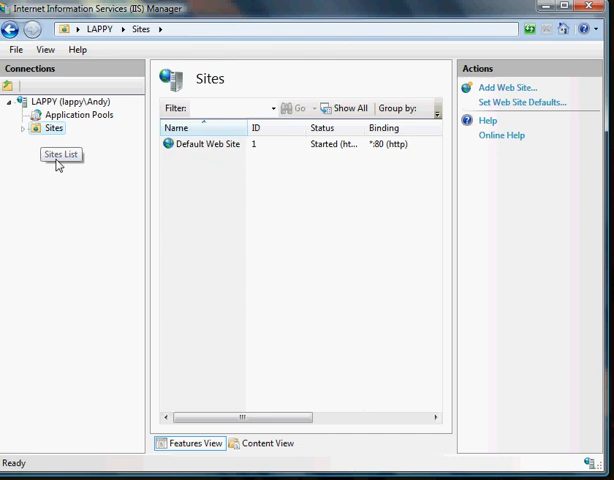 Internet Information Services (IIS) Manager
LAPPY Sites
File View Help
Connections
LAPPY (lappy\Andy)
Application Pools
Sites
Sites List
Sites
Filter: Go Show All Group by:
Name ID Status Binding
Default Web Site 1 Started (ht... *:80 (http)
Features View Content View
Actions
Add Web Site...
Set Web Site Defaults...
Help
Online Help
Ready